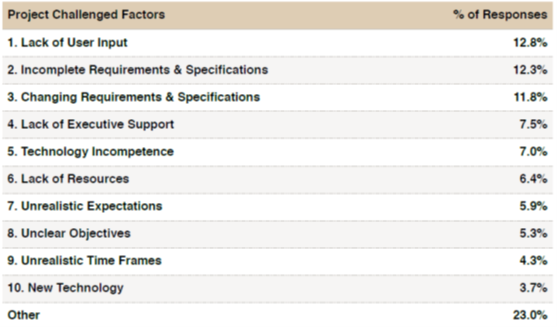 Project Challenged Factors % of Responses
1. Lack of User Input 12.8%
2. Incomplete Requirements & Specifications 12.3%
3. Changing Requirements & Specifications 11.8%
4. Lack of Executive Support 7.5%
5. Technology Incompetence 7.0%
6. Lack of Resources 6.4%
7. Unrealistic Expectations 5.9%
8. Unclear Objectives 5.3%
9. Unrealistic Time Frames 4.3%
10. New Technology 3.7%
Other 23.0%